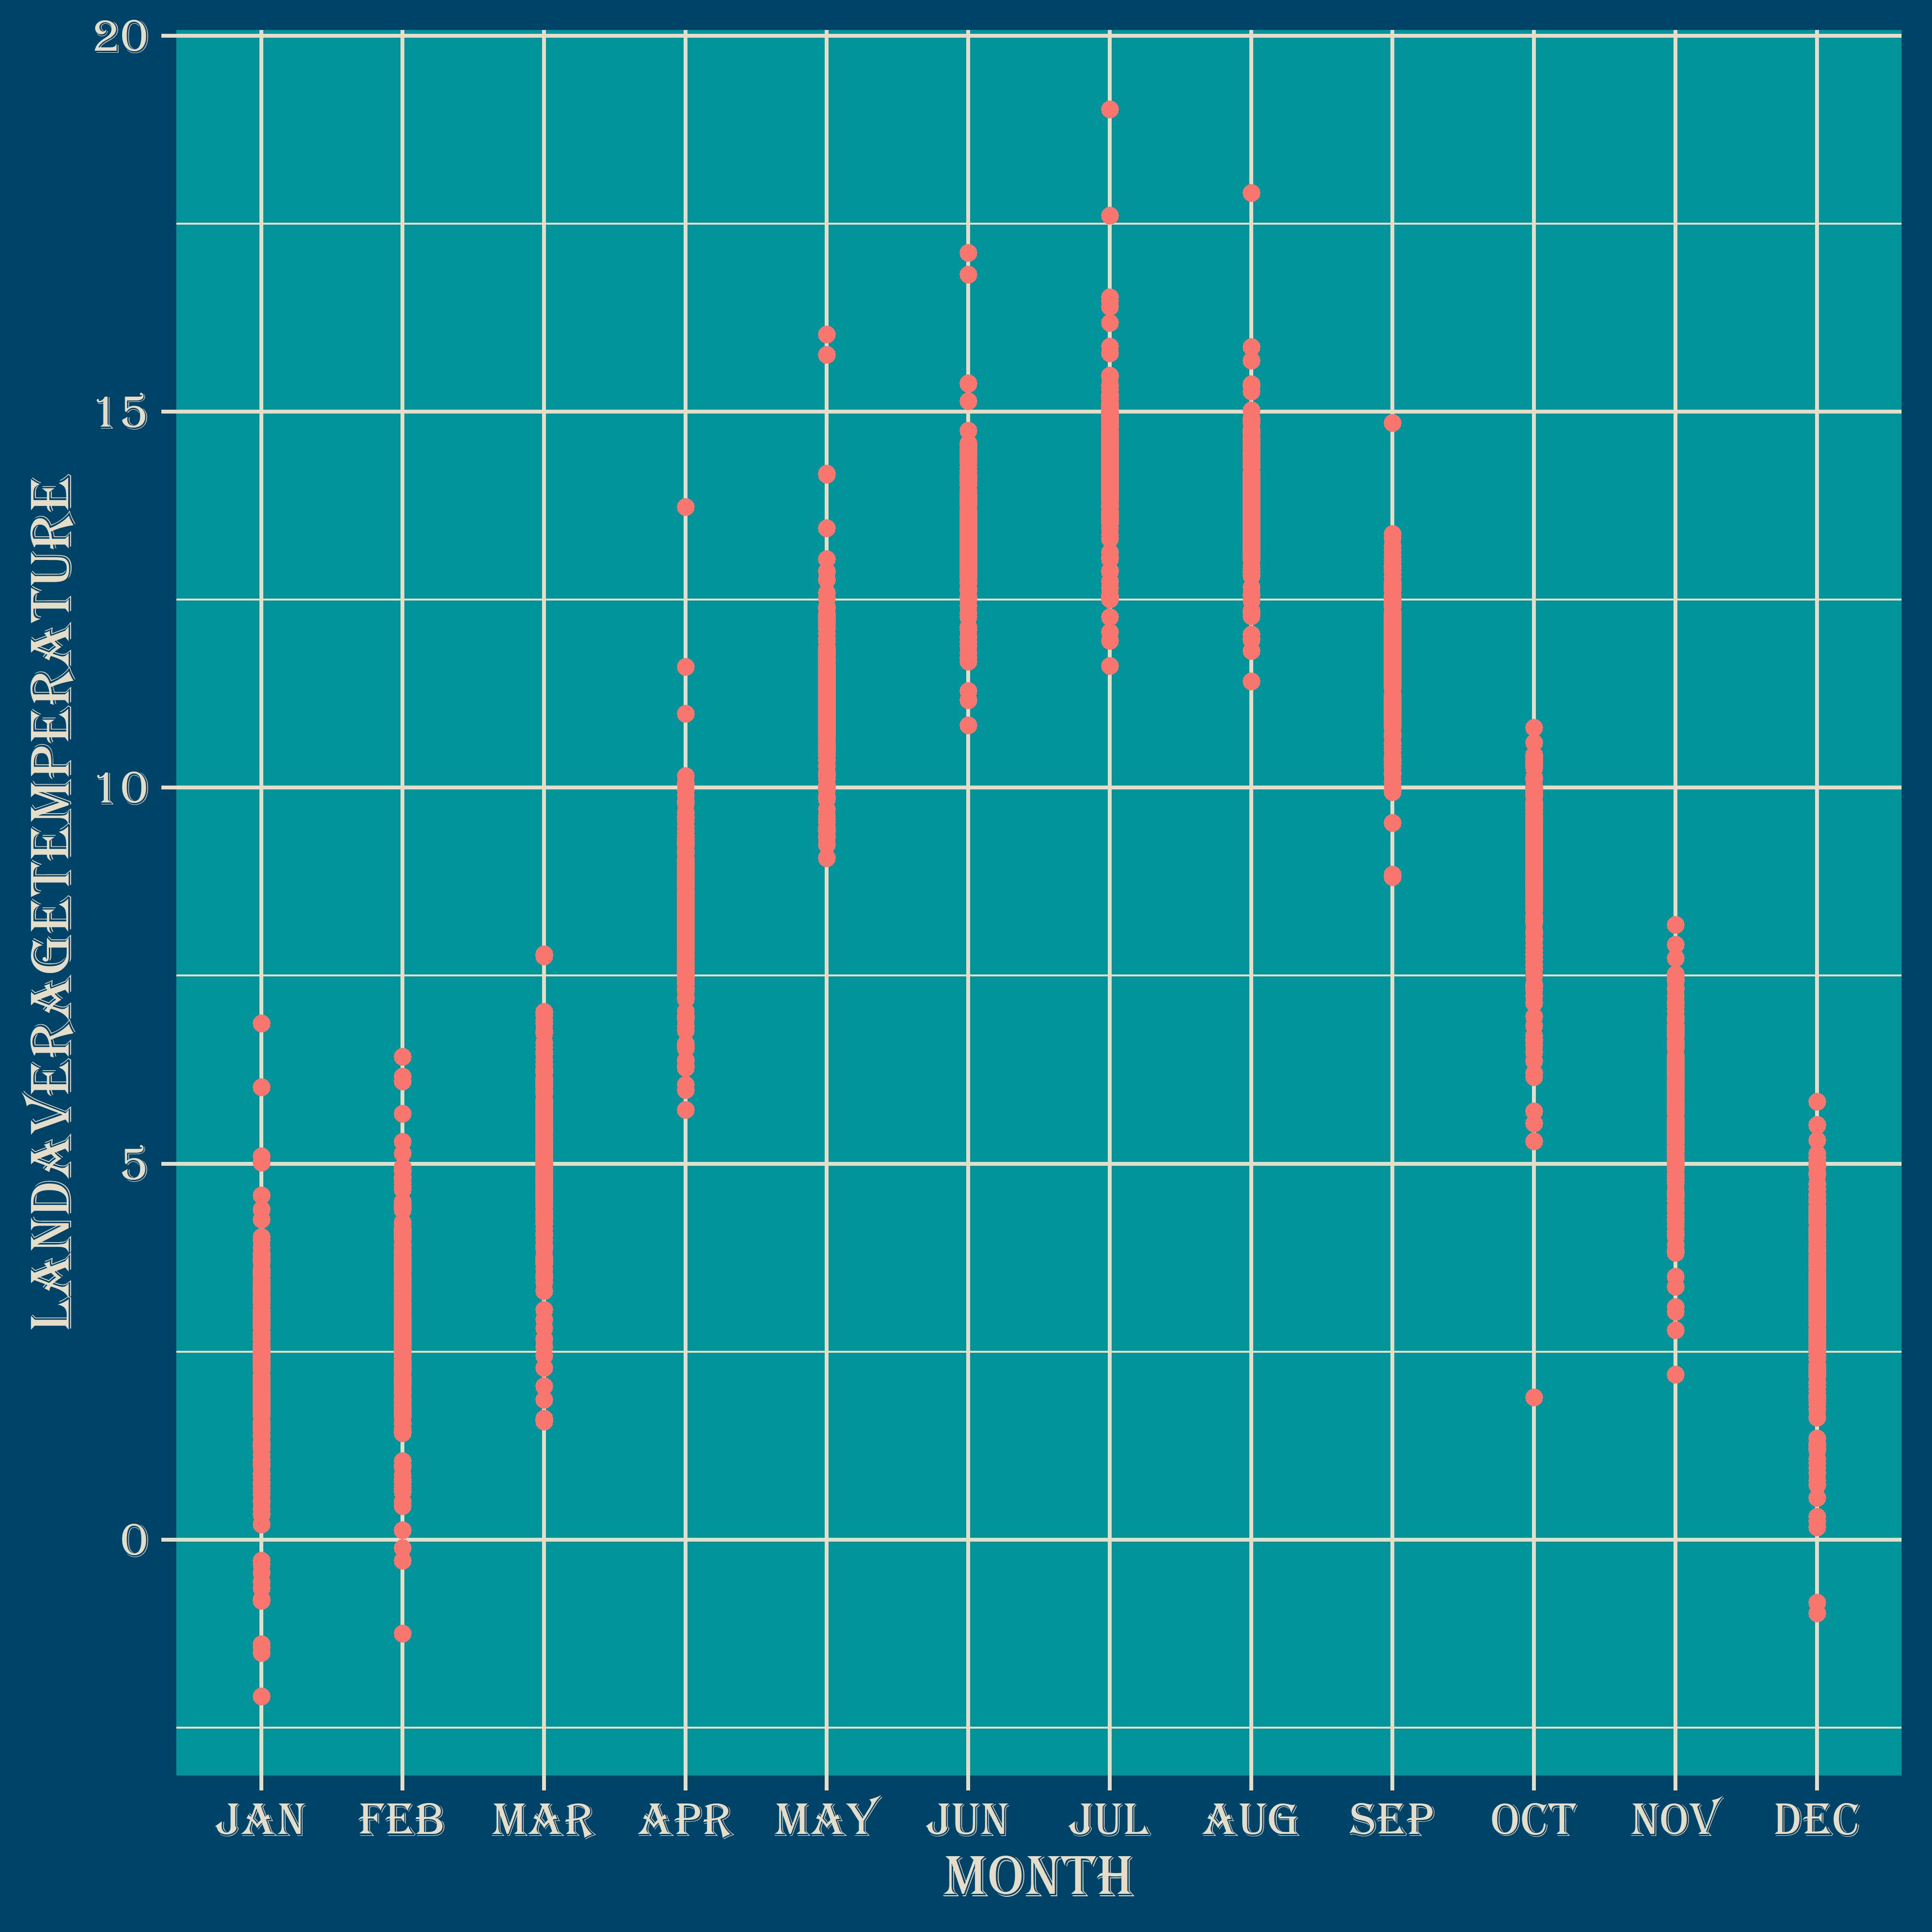 20
15
10
5
0
LANDAVERAGETEMPERATURE
JAN FEB MAR APR MAY JUN JUL AUG SEP OCT NOV DEC
MONTH